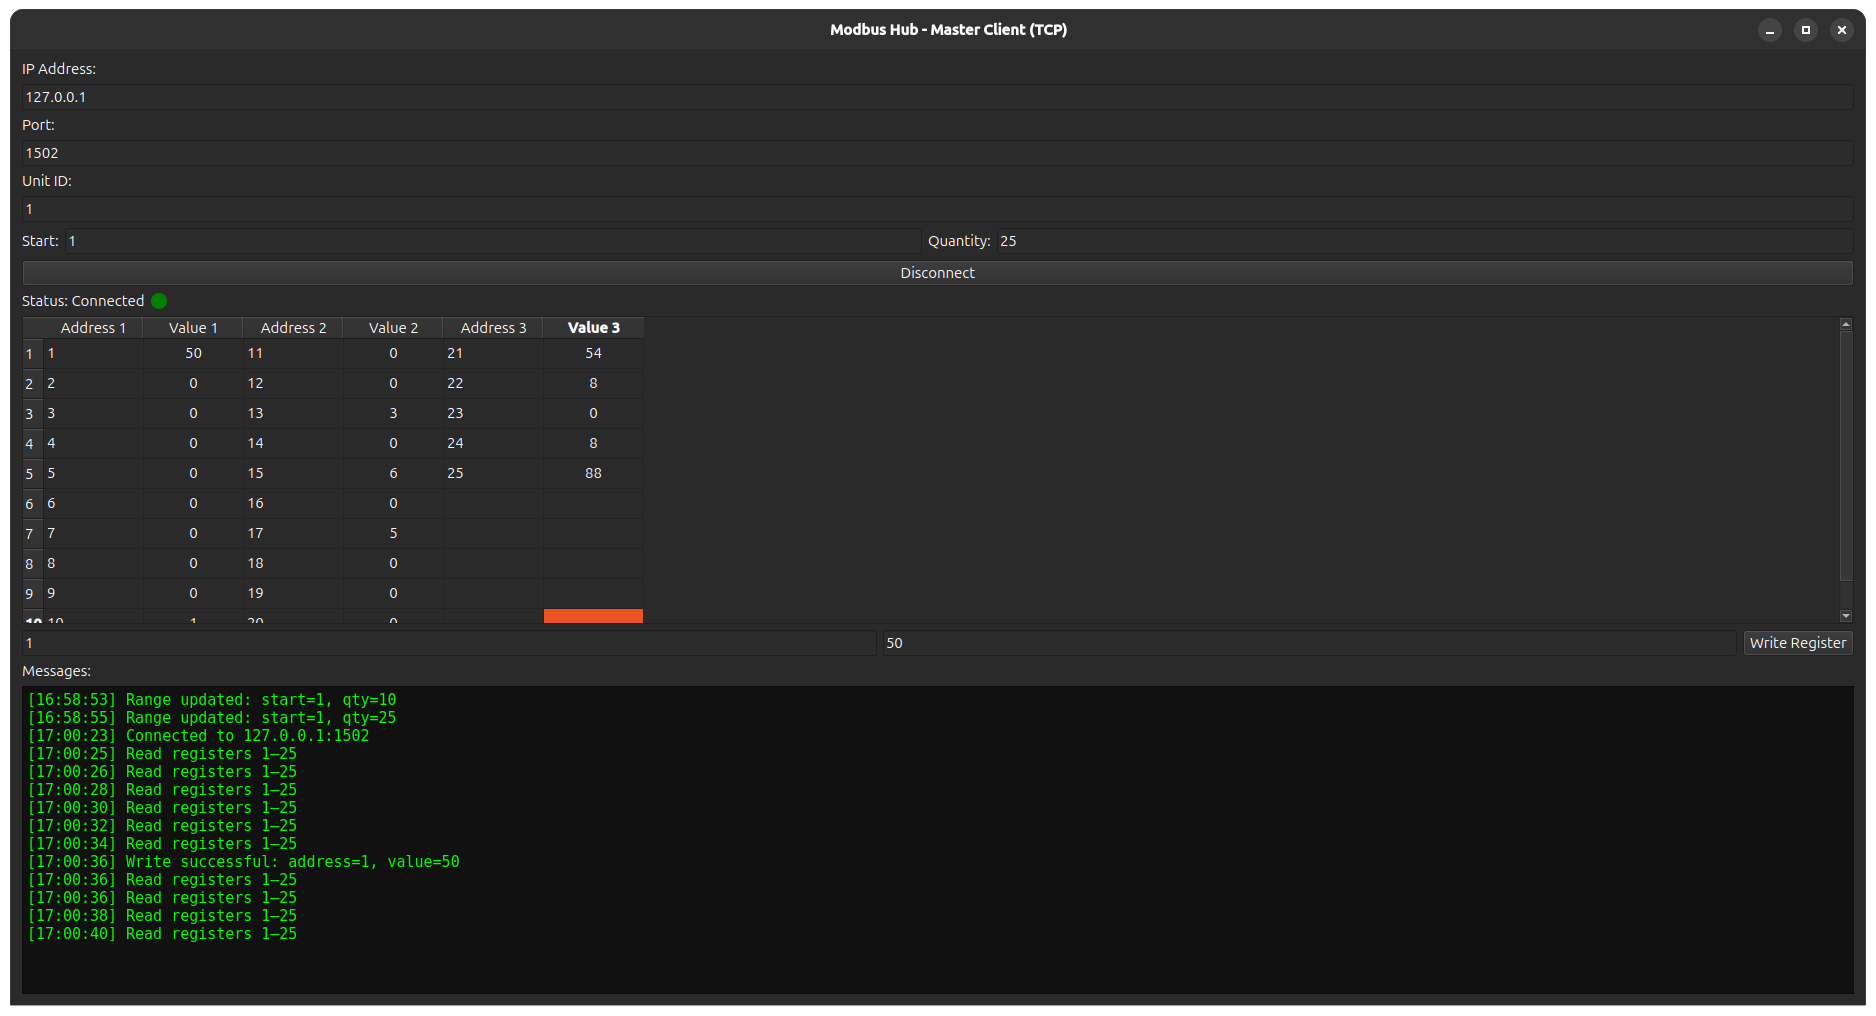 Modbus Hub - Master Client (TCP)
IP Address:
127.0.0.1
Port:
1502
Unit ID:
1
Start: 1 Quantity: 25
Disconnect
Status: Connected
Address 1 Value 1 Address 2 Value 2 Address 3 Value 3
1 1 50 11 0 21 54
2 2 0 12 0 22 8
3 3 0 13 3 23 0
4 4 0 14 0 24 8
5 5 0 15 6 25 88
6 6 0 16 0
7 7 0 17 5
8 8 0 18 0
9 9 0 19 0
10 10 1 20 0
1 50 Write Register
Messages:
[16:58:53] Range updated: start=1, qty=10
[16:58:55] Range updated: start=1, qty=25
[17:00:23] Connected to 127.0.0.1:1502
[17:00:25] Read registers 1–25
[17:00:26] Read registers 1–25
[17:00:28] Read registers 1–25
[17:00:30] Read registers 1–25
[17:00:32] Read registers 1–25
[17:00:34] Read registers 1–25
[17:00:36] Write successful: address=1, value=50
[17:00:36] Read registers 1–25
[17:00:36] Read registers 1–25
[17:00:38] Read registers 1–25
[17:00:40] Read registers 1–25